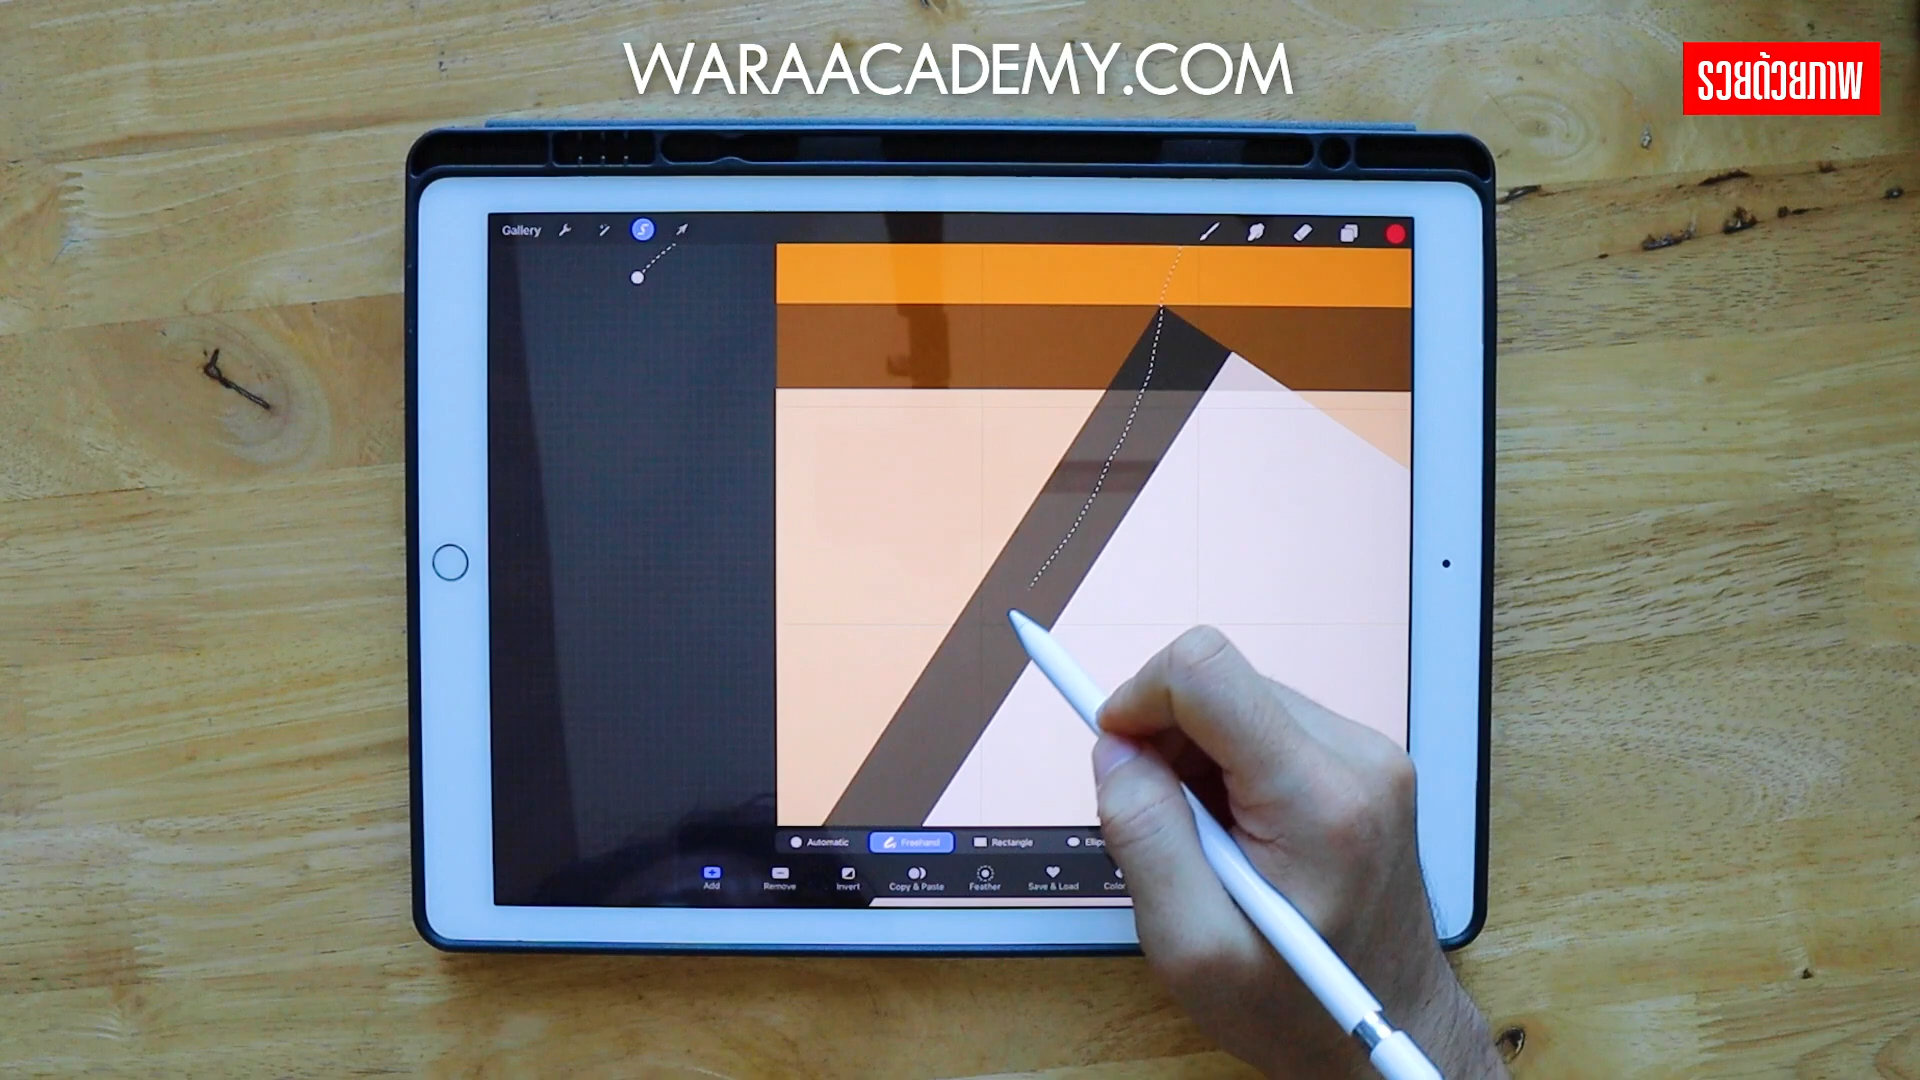 WARAACADEMY.COM
รวยด้วยภาพ
Gallery
Automatic Freehand Rectangle
Add Remove Invert Copy & Paste Feather Save & Load